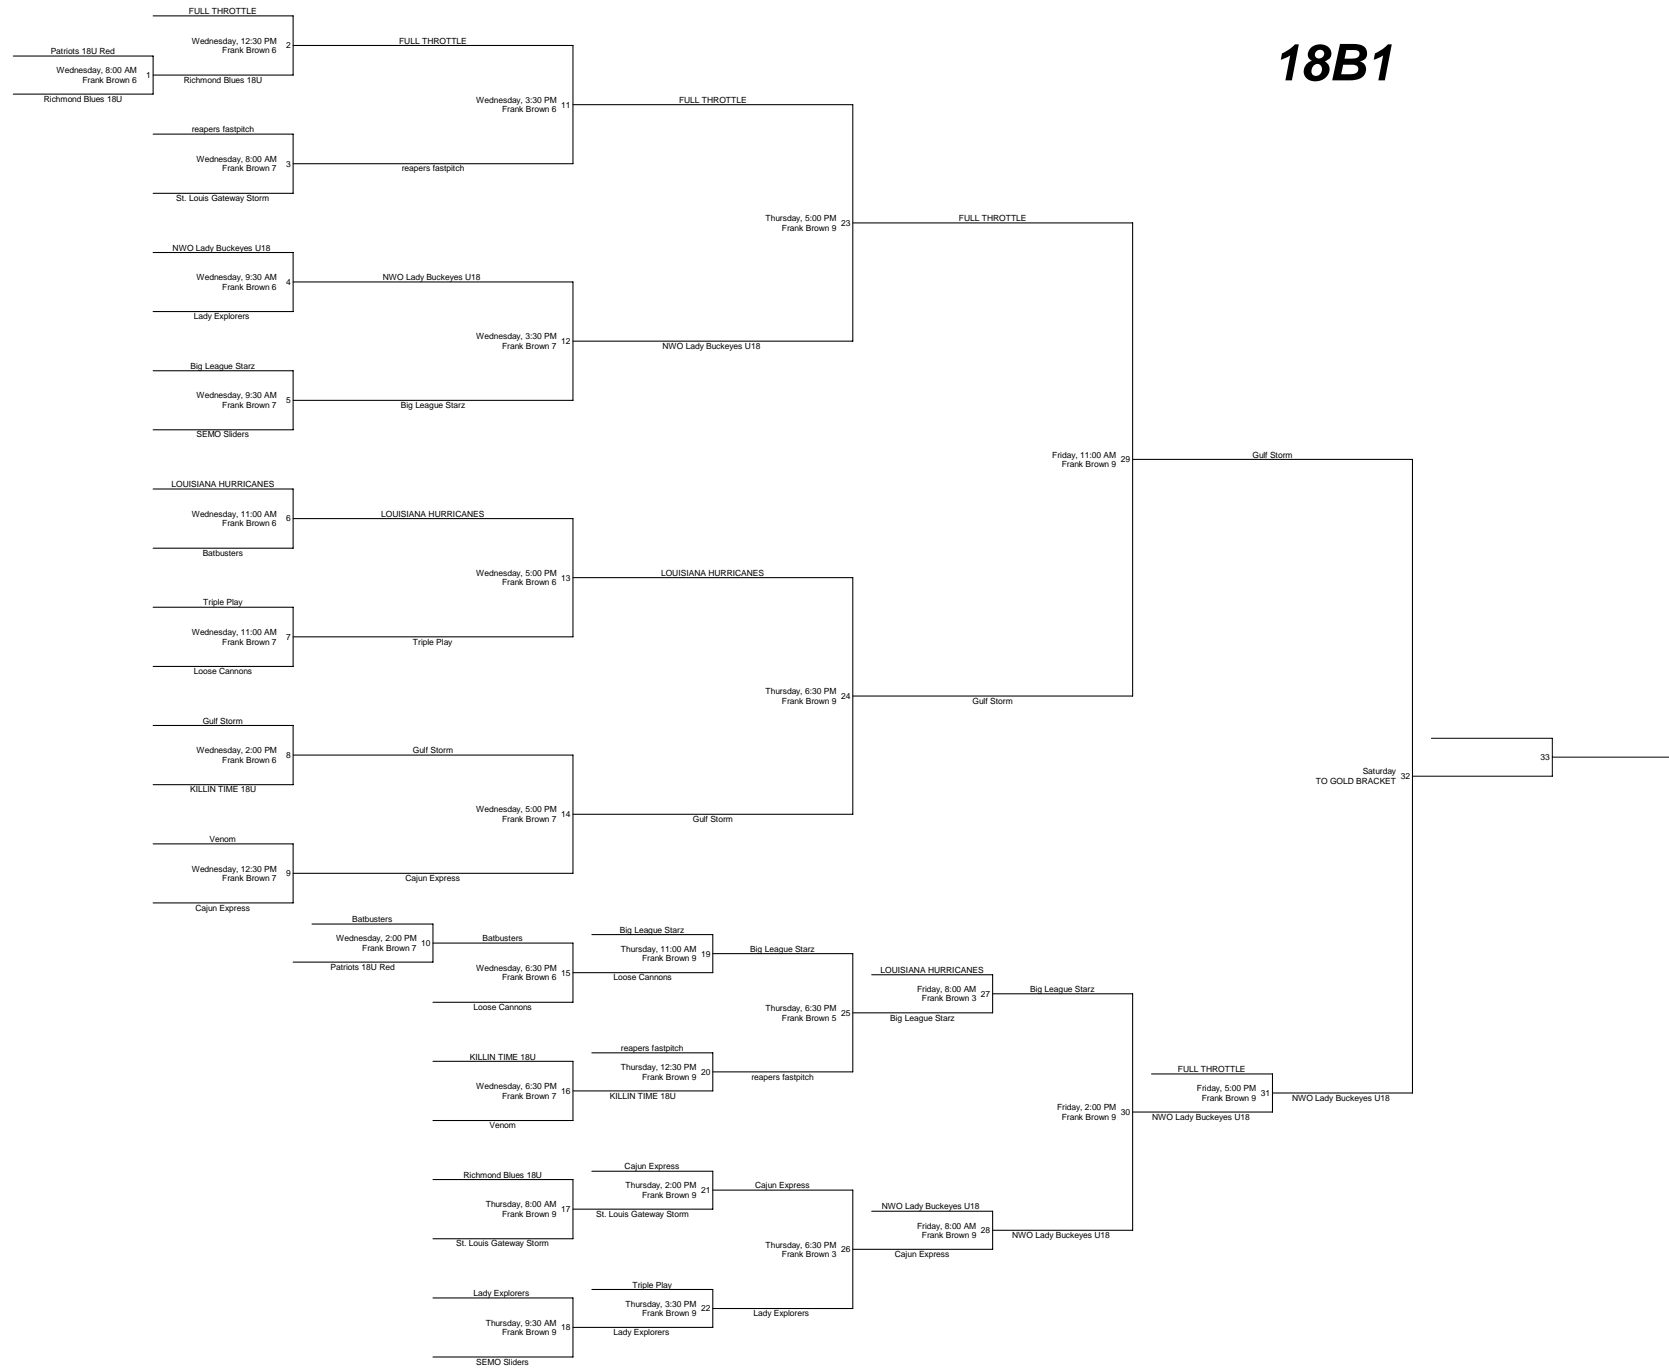 18B1
FULL THROTTLE
Wednesday, 12:30 PM
Frank Brown 6
2
Patriots 18U Red
Wednesday, 8:00 AM
Frank Brown 6
1
Richmond Blues 18U
Richmond Blues 18U
FULL THROTTLE
Wednesday, 3:30 PM
Frank Brown 6
11
FULL THROTTLE
reapers fastpitch
Wednesday, 8:00 AM
Frank Brown 7
3
reapers fastpitch
St. Louis Gateway Storm
Thursday, 5:00 PM
Frank Brown 9
23
FULL THROTTLE
NWO Lady Buckeyes U18
Wednesday, 9:30 AM
Frank Brown 6
4
NWO Lady Buckeyes U18
Lady Explorers
Wednesday, 3:30 PM
Frank Brown 7
12
NWO Lady Buckeyes U18
Big League Starz
Wednesday, 9:30 AM
Frank Brown 7
5
Big League Starz
SEMO Sliders
Friday, 11:00 AM
Frank Brown 9
29
Gulf Storm
LOUISIANA HURRICANES
Wednesday, 11:00 AM
Frank Brown 6
6
LOUISIANA HURRICANES
Batbusters
Wednesday, 5:00 PM
Frank Brown 6
13
LOUISIANA HURRICANES
Triple Play
Wednesday, 11:00 AM
Frank Brown 7
7
Triple Play
Loose Cannons
Thursday, 6:30 PM
Frank Brown 9
24
Gulf Storm
Gulf Storm
Wednesday, 2:00 PM
Frank Brown 6
8
Gulf Storm
KILLIN TIME 18U
Wednesday, 5:00 PM
Frank Brown 7
14
Gulf Storm
Venom
Wednesday, 12:30 PM
Frank Brown 7
9
Cajun Express
Cajun Express
Saturday
TO GOLD BRACKET
32
33
Batbusters
Wednesday, 2:00 PM
Frank Brown 7
10
Patriots 18U Red
Batbusters
Wednesday, 6:30 PM
Frank Brown 6
15
Loose Cannons
Big League Starz
Thursday, 11:00 AM
Frank Brown 9
19
Loose Cannons
Big League Starz
Thursday, 6:30 PM
Frank Brown 5
25
LOUISIANA HURRICANES
Friday, 8:00 AM
Frank Brown 3
27
Big League Starz
Big League Starz
KILLIN TIME 18U
Wednesday, 6:30 PM
Frank Brown 7
16
Venom
reapers fastpitch
Thursday, 12:30 PM
Frank Brown 9
20
KILLIN TIME 18U
reapers fastpitch
Friday, 2:00 PM
Frank Brown 9
30
FULL THROTTLE
Friday, 5:00 PM
Frank Brown 9
31
NWO Lady Buckeyes U18
NWO Lady Buckeyes U18
Richmond Blues 18U
Thursday, 8:00 AM
Frank Brown 9
17
St. Louis Gateway Storm
Cajun Express
Thursday, 2:00 PM
Frank Brown 9
21
St. Louis Gateway Storm
Cajun Express
Thursday, 6:30 PM
Frank Brown 3
26
NWO Lady Buckeyes U18
Friday, 8:00 AM
Frank Brown 9
28
Cajun Express
NWO Lady Buckeyes U18
Lady Explorers
Thursday, 9:30 AM
Frank Brown 9
18
SEMO Sliders
Triple Play
Thursday, 3:30 PM
Frank Brown 9
22
Lady Explorers
Lady Explorers